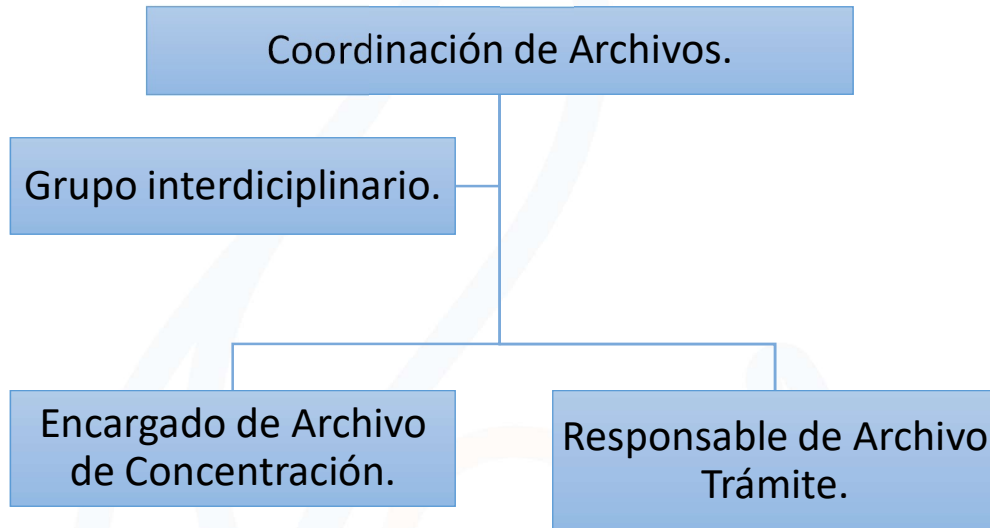 Coordinación de Archivos.
Grupo interdiciplinario.
Encargado de Archivo
de Concentración.
Responsable de Archivo
Trámite.